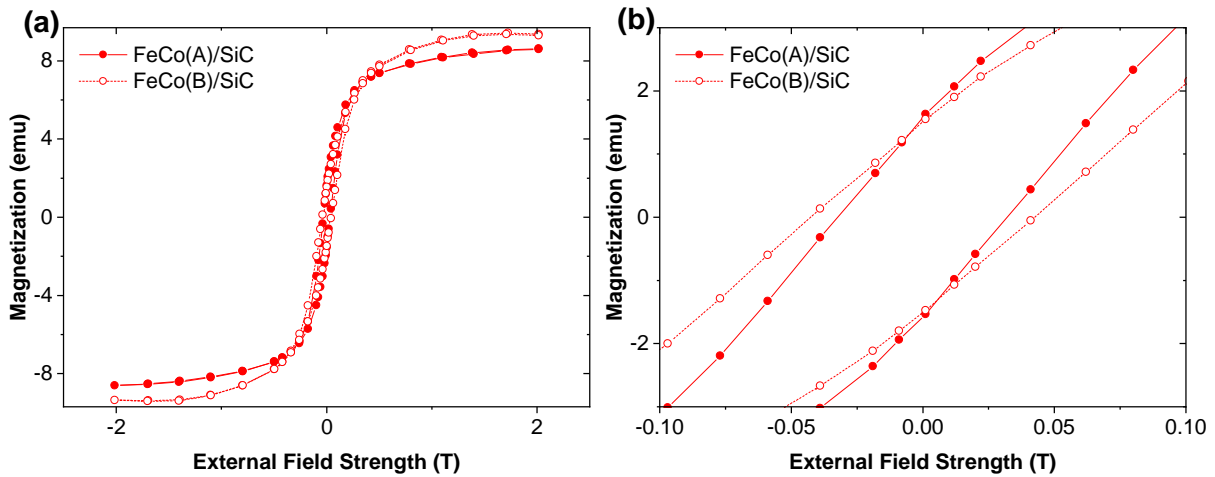 (a)
FeCo(A)/SiC
FeCo(B)/SiC
8
4
0
-4
-8
-2
0
2
Magnetization (emu)
External Field Strength (T)
(b)
FeCo(A)/SiC
FeCo(B)/SiC
2
0
-2
-0.10
-0.05
0.00
0.05
0.10
Magnetization (emu)
External Field Strength (T)